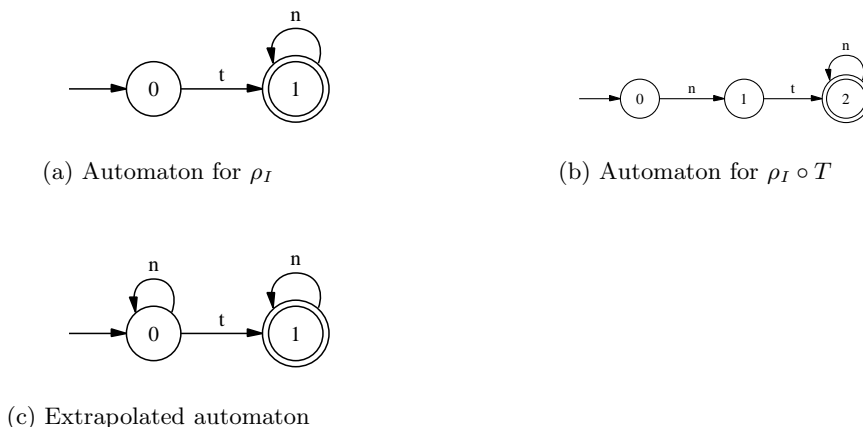 n
0
t
1
n
0
n
1
t
2
(a) Automaton for ρ_I
(b) Automaton for ρ_I ∘ T
n
n
0
t
1
(c) Extrapolated automaton